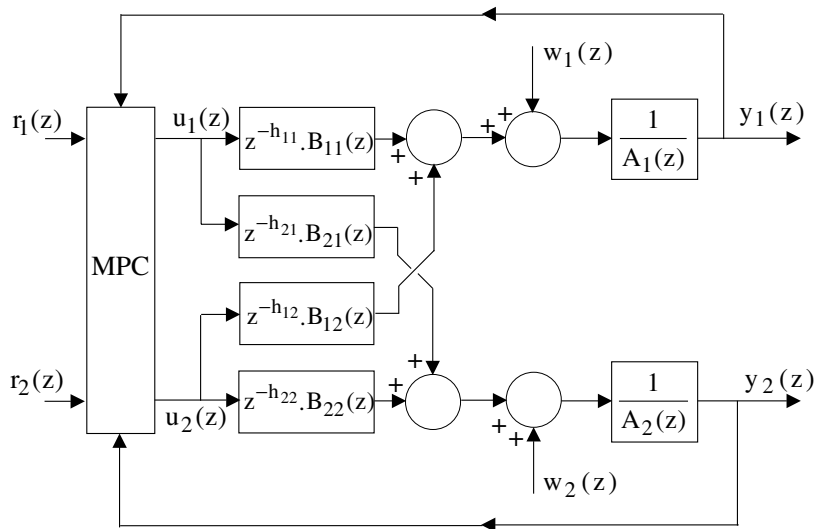 w₁(z)
r₁(z)
u₁(z)
z⁻ʰ¹¹.B₁₁(z)
+
+
+
+
1
A₁(z)
y₁(z)
z⁻ʰ²¹.B₂₁(z)
MPC
z⁻ʰ¹².B₁₂(z)
r₂(z)
u₂(z)
z⁻ʰ²².B₂₂(z)
+
+
+
+
1
A₂(z)
y₂(z)
w₂(z)